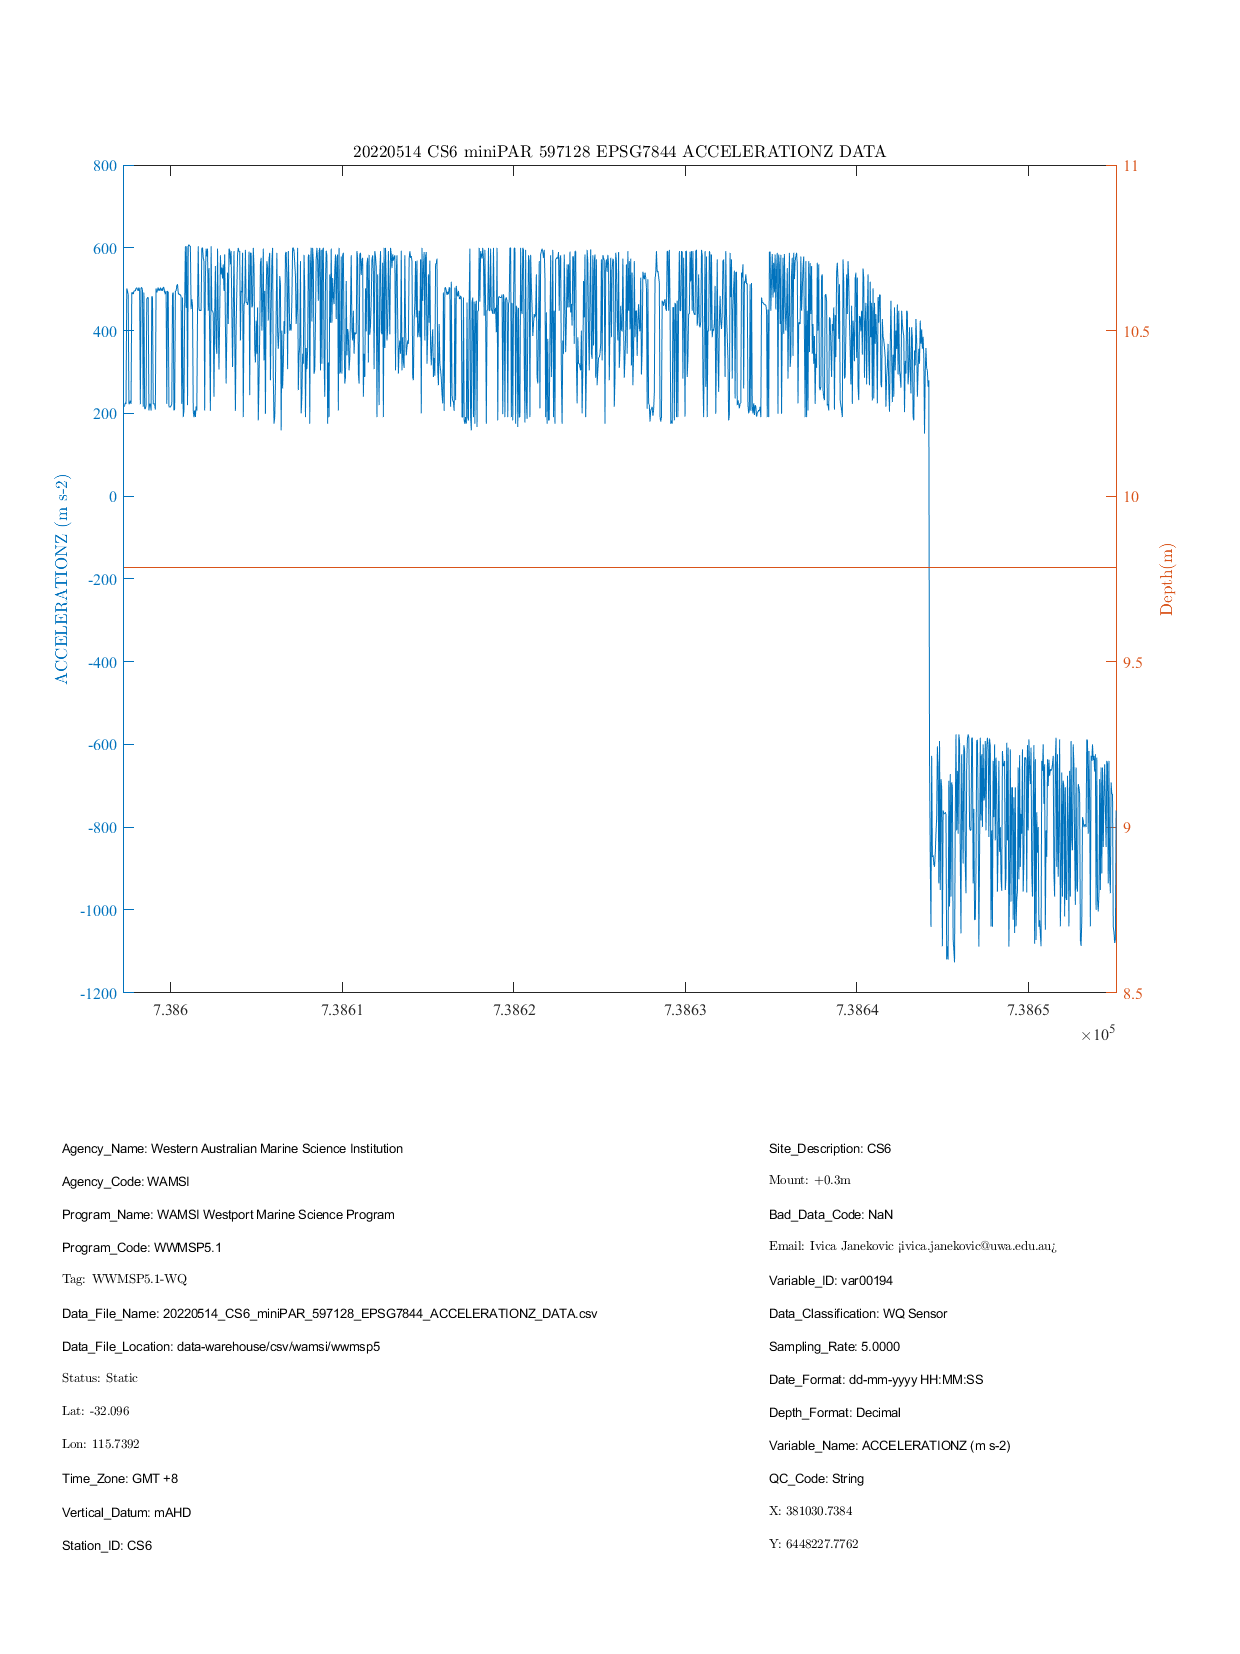 20220514 CS6 miniPAR 597128 EPSG7844 ACCELERATIONZ DATA
800
600
400
200
0
-200
-400
-600
-800
-1000
-1200
ACCELERATIONZ (m s-2)
11
10.5
10
9.5
9
8.5
Depth(m)
7.386
7.3861
7.3862
7.3863
7.3864
7.3865
×10^5
Agency_Name: Western Australian Marine Science Institution
Agency_Code: WAMSI
Program_Name: WAMSI Westport Marine Science Program
Program_Code: WWMSP5.1
Tag: WWMSP5.1-WQ
Data_File_Name: 20220514_CS6_miniPAR_597128_EPSG7844_ACCELERATIONZ_DATA.csv
Data_File_Location: data-warehouse/csv/wamsi/wwmsp5
Status: Static
Lat: -32.096
Lon: 115.7392
Time_Zone: GMT +8
Vertical_Datum: mAHD
Station_ID: CS6
Site_Description: CS6
Mount: +0.3m
Bad_Data_Code: NaN
Email: Ivica Janekovic ¡ivica.janekovic@uwa.edu.au¿
Variable_ID: var00194
Data_Classification: WQ Sensor
Sampling_Rate: 5.0000
Date_Format: dd-mm-yyyy HH:MM:SS
Depth_Format: Decimal
Variable_Name: ACCELERATIONZ (m s-2)
QC_Code: String
X: 381030.7384
Y: 6448227.7762